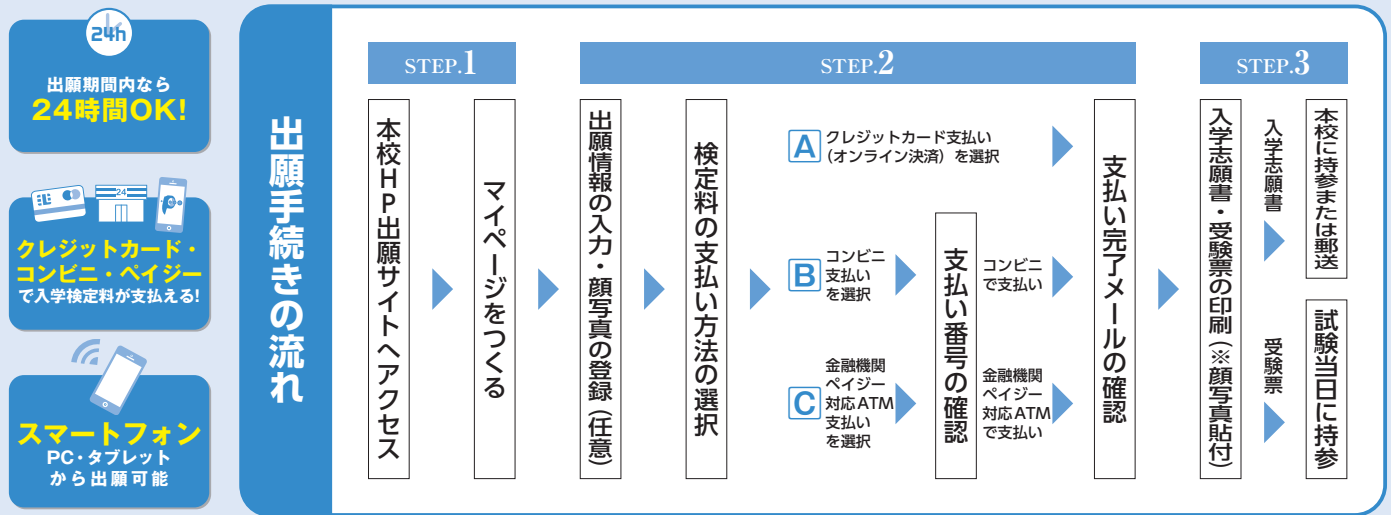 24h
出願期間内なら
24時間OK!
24
クレジットカード・
コンビニ・ペイジー
で入学検定料が支払える!
スマートフォン
PC・タブレット
から出願可能
出願手続きの流れ
STEP.1
本校HP出願サイトへアクセス
マイページをつくる
STEP.2
出願情報の入力・顔写真の登録(任意)
検定料の支払い方法の選択
A
クレジットカード支払い
(オンライン決済)を選択
B
コンビニ
支払い
を選択
C
金融機関
ペイジー
対応ATM
支払い
を選択
支払い番号の確認
コンビニ
で支払い
金融機関
ペイジー
対応ATM
で支払い
支払い完了メールの確認
STEP.3
入学志願書・受験票の印刷(※顔写真貼付)
入学志願書
本校に持参または郵送
受験票
試験当日に持参